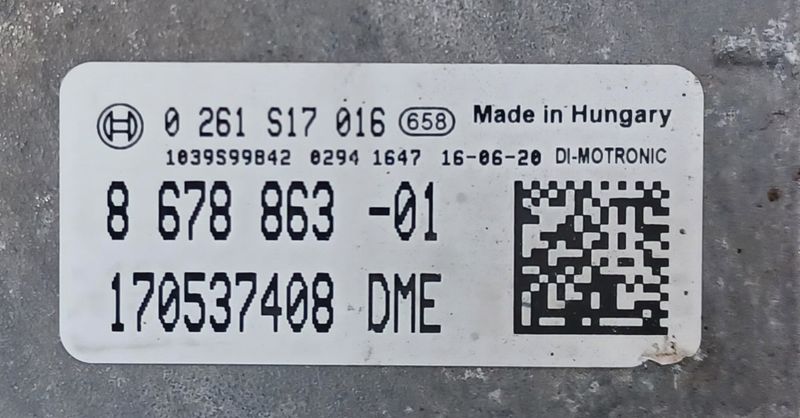 0 261 S17 016 658 Made in Hungary
1039S99842 0294 1647 16-06-20 DI-MOTRONIC
8 678 863 -01
170537408 DME